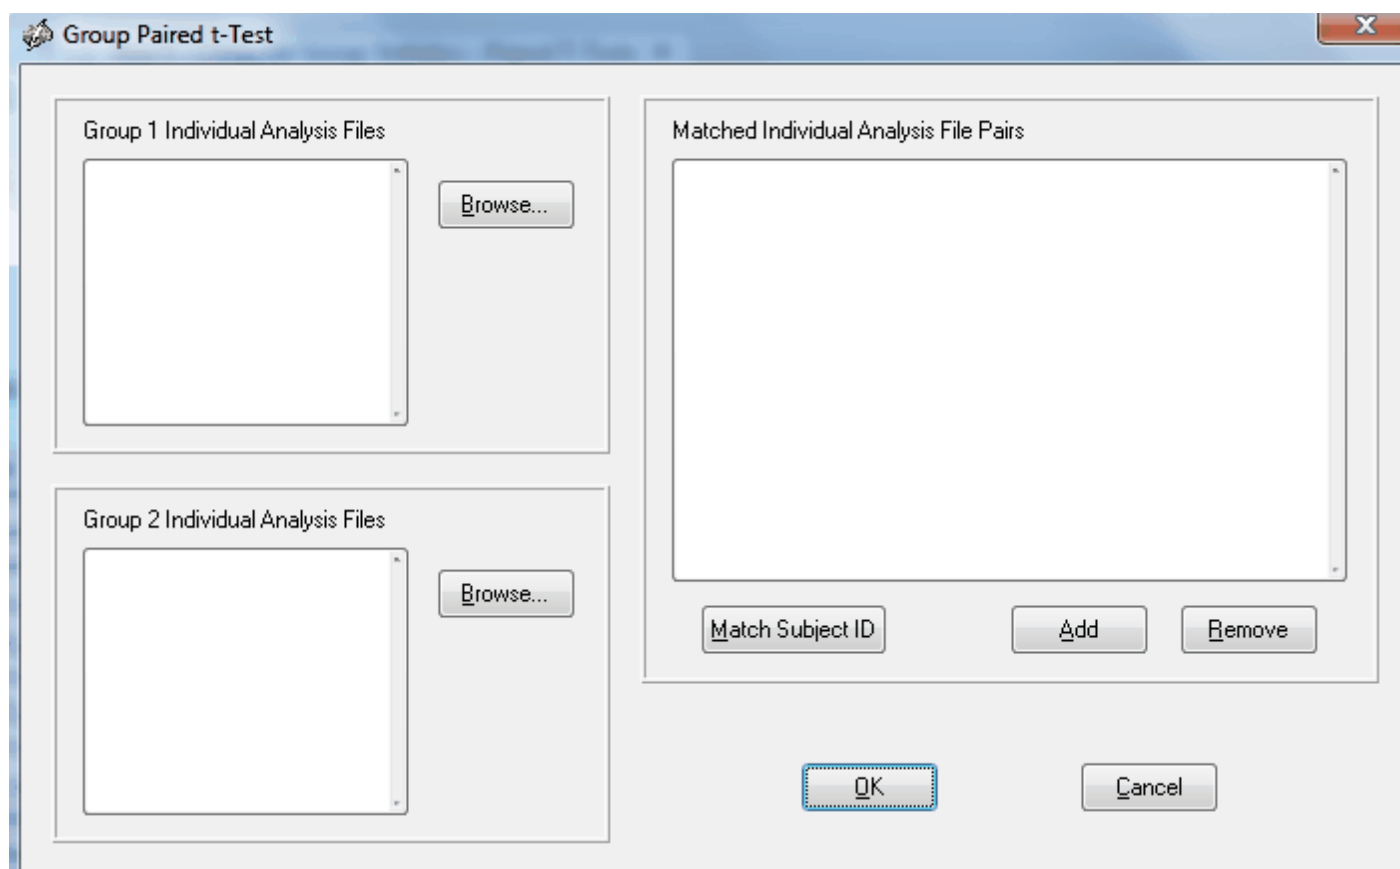 Group Paired t-Test
Group 1 Individual Analysis Files
Browse...
Group 2 Individual Analysis Files
Browse...
Matched Individual Analysis File Pairs
Match Subject ID
Add
Remove
OK
Cancel